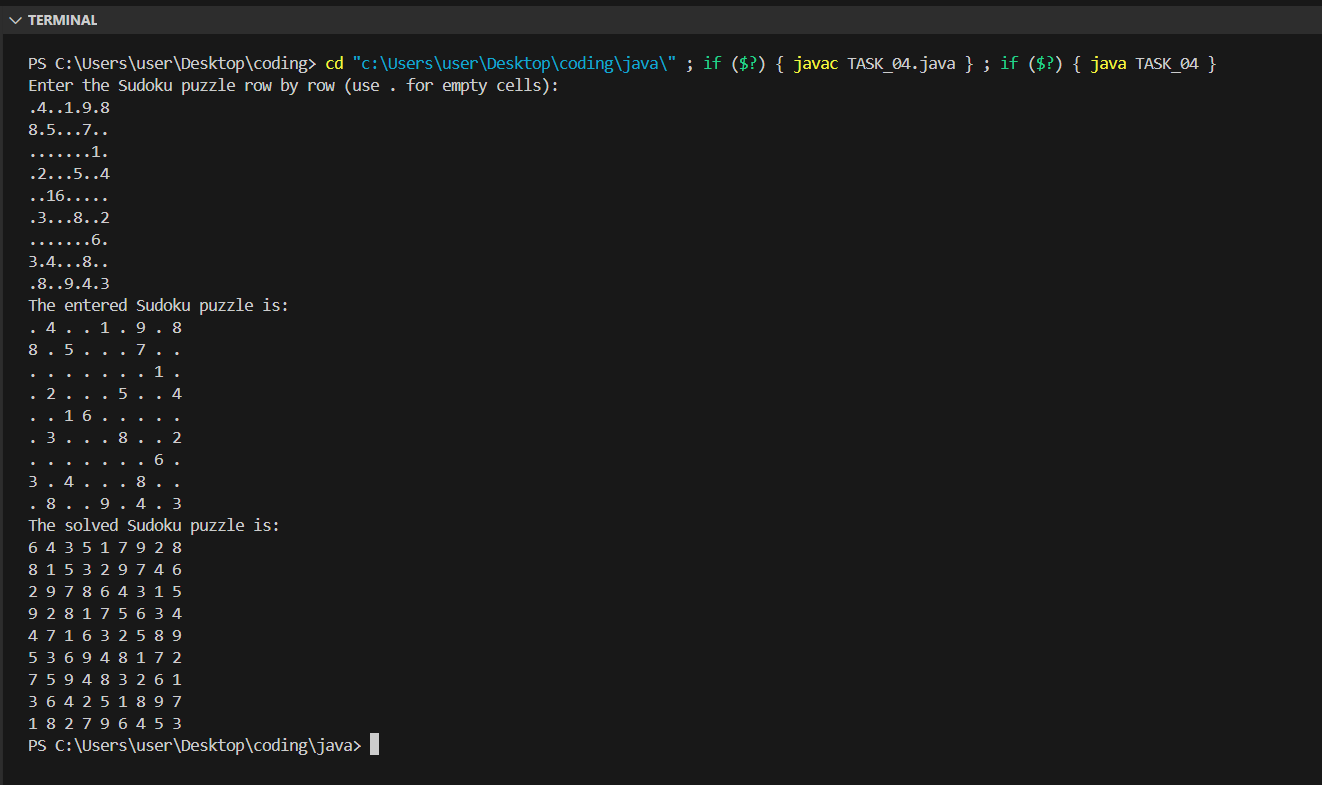 TERMINAL
PS C:\Users\user\Desktop\coding> cd "c:\Users\user\Desktop\coding\java\" ; if ($?) { javac TASK_04.java } ; if ($?) { java TASK_04 }
Enter the Sudoku puzzle row by row (use . for empty cells):
.4..1.9.8
8.5...7..
.......1.
.2...5..4
..16.....
.3...8..2
.......6.
3.4...8..
.8..9.4.3
The entered Sudoku puzzle is:
. 4 . . 1 . 9 . 8
8 . 5 . . . 7 . .
. . . . . . . 1 .
. 2 . . . 5 . . 4
. . 1 6 . . . . .
. 3 . . . 8 . . 2
. . . . . . . 6 .
3 . 4 . . . 8 . .
. 8 . . 9 . 4 . 3
The solved Sudoku puzzle is:
6 4 3 5 1 7 9 2 8
8 1 5 3 2 9 7 4 6
2 9 7 8 6 4 3 1 5
9 2 8 1 7 5 6 3 4
4 7 1 6 3 2 5 8 9
5 3 6 9 4 8 1 7 2
7 5 9 4 8 3 2 6 1
3 6 4 2 5 1 8 9 7
1 8 2 7 9 6 4 5 3
PS C:\Users\user\Desktop\coding\java>